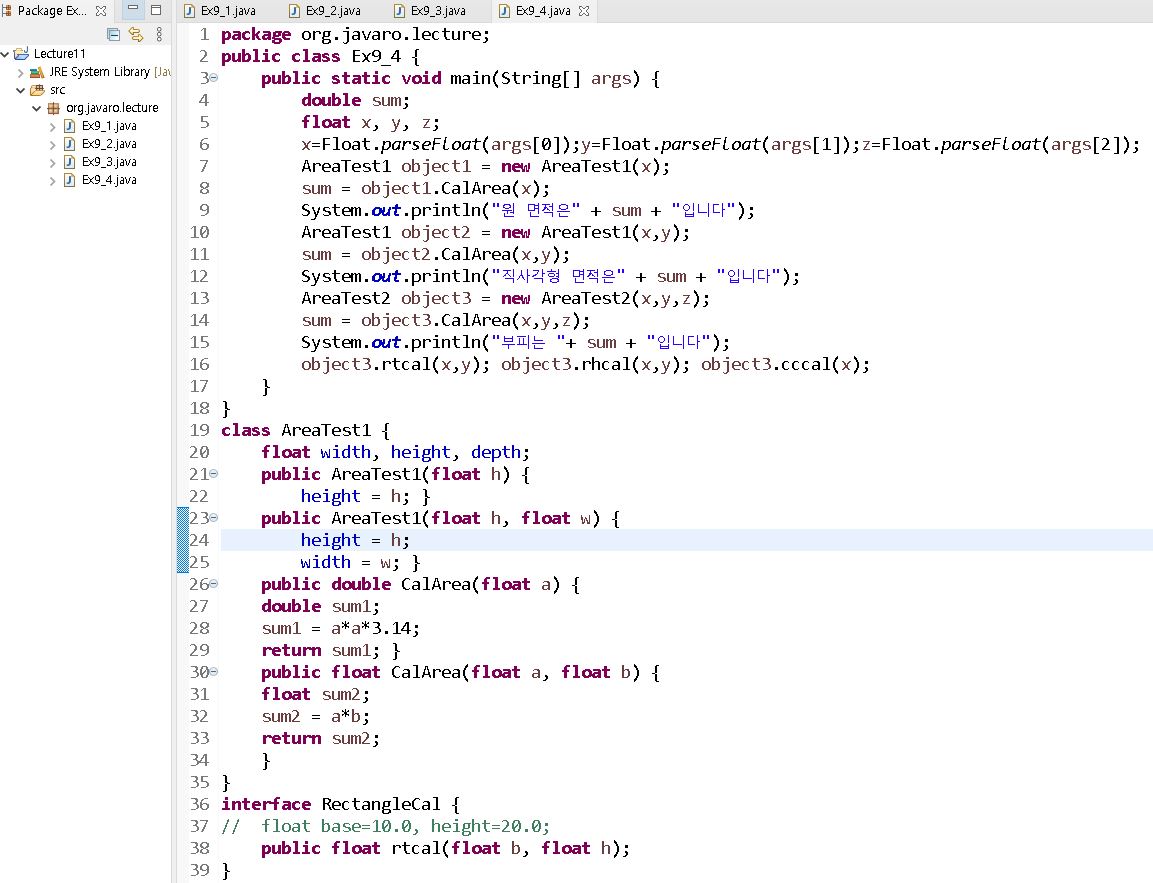 Package Ex...
Ex9_1.java
Ex9_2.java
Ex9_3.java
Ex9_4.java
Lecture11
JRE System Library [Jav
src
org.javaro.lecture
Ex9_1.java
Ex9_2.java
Ex9_3.java
Ex9_4.java
1 package org.javaro.lecture;
2 public class Ex9_4 {
3     public static void main(String[] args) {
4         double sum;
5         float x, y, z;
6         x=Float.parseFloat(args[0]);y=Float.parseFloat(args[1]);z=Float.parseFloat(args[2]);
7         AreaTest1 object1 = new AreaTest1(x);
8         sum = object1.CalArea(x);
9         System.out.println("원 면적은" + sum + "입니다");
10         AreaTest1 object2 = new AreaTest1(x,y);
11         sum = object2.CalArea(x,y);
12         System.out.println("직사각형 면적은" + sum + "입니다");
13         AreaTest2 object3 = new AreaTest2(x,y,z);
14         sum = object3.CalArea(x,y,z);
15         System.out.println("부피는 "+ sum + "입니다");
16         object3.rtcal(x,y); object3.rhcal(x,y); object3.cccal(x);
17     }
18 }
19 class AreaTest1 {
20     float width, height, depth;
21     public AreaTest1(float h) {
22         height = h; }
23     public AreaTest1(float h, float w) {
24         height = h;
25         width = w; }
26     public double CalArea(float a) {
27     double sum1;
28     sum1 = a*a*3.14;
29     return sum1; }
30     public float CalArea(float a, float b) {
31     float sum2;
32     sum2 = a*b;
33     return sum2;
34     }
35 }
36 interface RectangleCal {
37 //  float base=10.0, height=20.0;
38     public float rtcal(float b, float h);
39 }